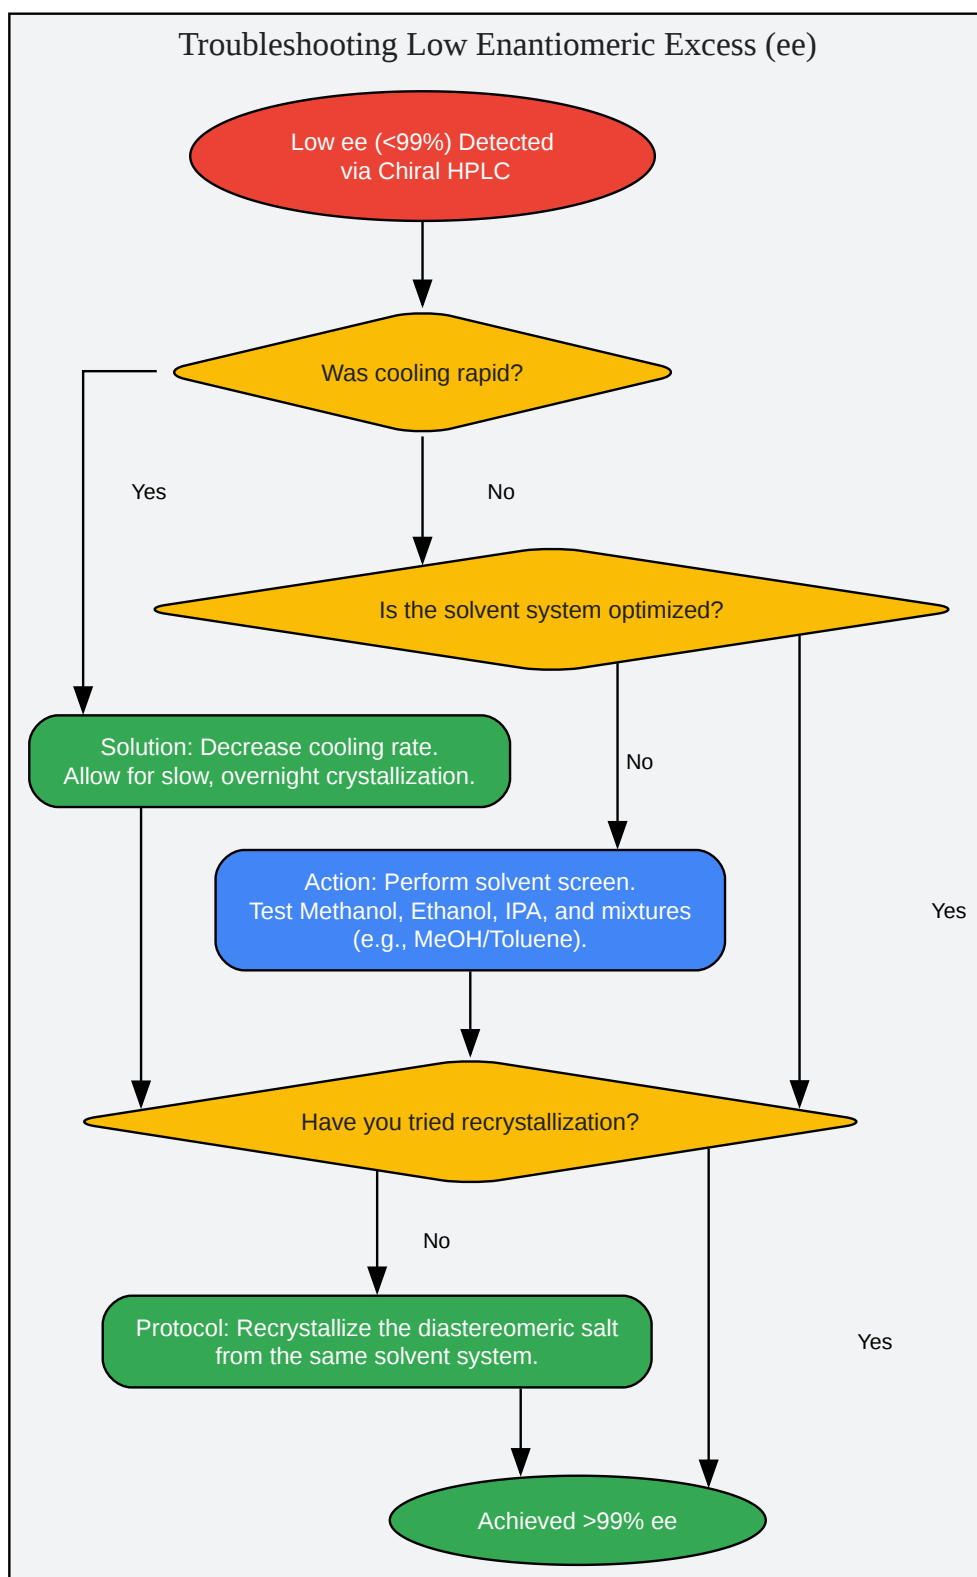 Troubleshooting Low Enantiomeric Excess (ee)
Low ee (<99%) Detected
via Chiral HPLC
Was cooling rapid?
Yes
No
Is the solvent system optimized?
Solution: Decrease cooling rate.
Allow for slow, overnight crystallization.
No
Action: Perform solvent screen.
Test Methanol, Ethanol, IPA, and mixtures
(e.g., MeOH/Toluene).
Yes
Have you tried recrystallization?
No
Protocol: Recrystallize the diastereomeric salt
from the same solvent system.
Yes
Achieved >99% ee